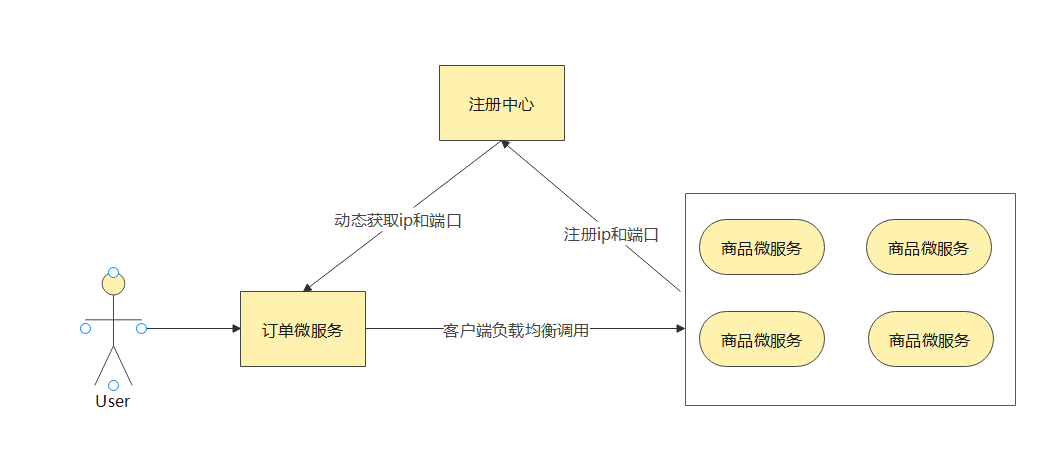 注册中心
动态获取ip和端口
注册ip和端口
商品微服务
商品微服务
订单微服务
客户端负载均衡调用
商品微服务
商品微服务
User